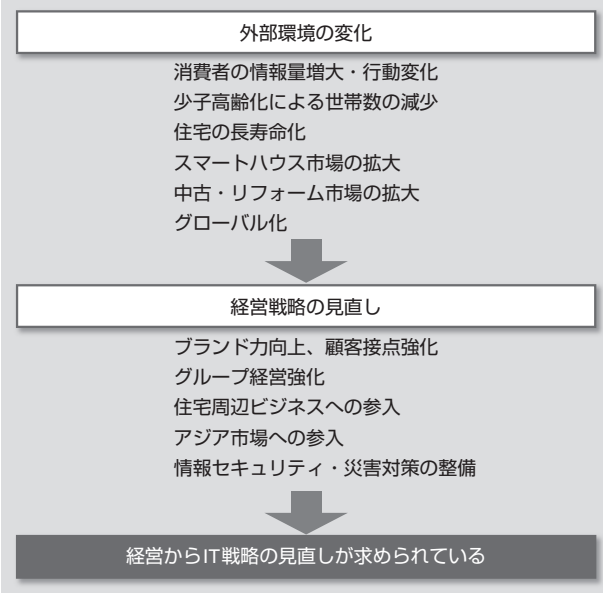 外部環境の変化
消費者の情報量増大・行動変化
少子高齢化による世帯数の減少
住宅の長寿命化
スマートハウス市場の拡大
中古・リフォーム市場の拡大
グローバル化
経営戦略の見直し
ブランド力向上、顧客接点強化
グループ経営強化
住宅周辺ビジネスへの参入
アジア市場への参入
情報セキュリティ・災害対策の整備
経営からIT戦略の見直しが求められている